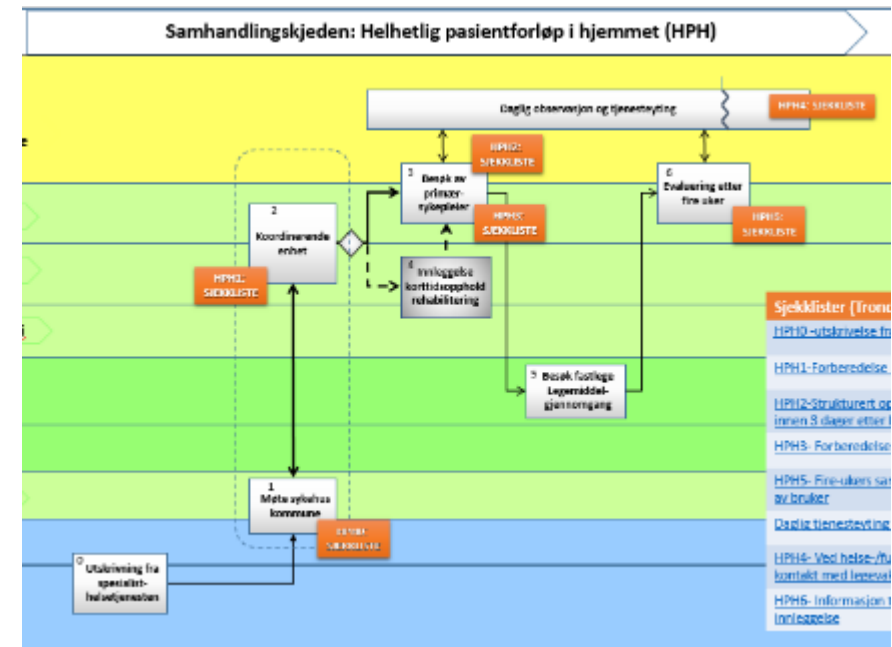 Samhandlingskjeden: Helhetlig pasientforløp i hjemmet (HPH)
Daglig observasjon og tjenesteyting
HPH4: SJEKKLISTE
e
HPH2:
SJEKKLISTE
3
Besøk av
primær-
sykepleier
6
Evaluering etter
fire uker
HPH3:
SJEKKLISTE
HPH5:
SJEKKLISTE
2
Koordinerende
enhet
HPH1:
SJEKKLISTE
4
Innleggelse
korttidsopphold
rehabilitering
Sjekklister (Trond
HPH0 -utskrivelse fr
HPH1-Forberedelse
HPH2-Strukturert op
innen 3 dager etter
HPH3- Forberedelse
HPH5- Fire-ukers sa
av bruker
Daglig tjenesteyting
HPH4- Ved helse-/fu
kontakt med legevak
HPH6- Informasjon t
innleggelse
i
5
Besøk fastlege
Legemiddel-
gjennomgang
1
Møte sykehus
kommune
SJEKKLISTE
0
Utskrivning fra
spesialist-
helsetjenesten